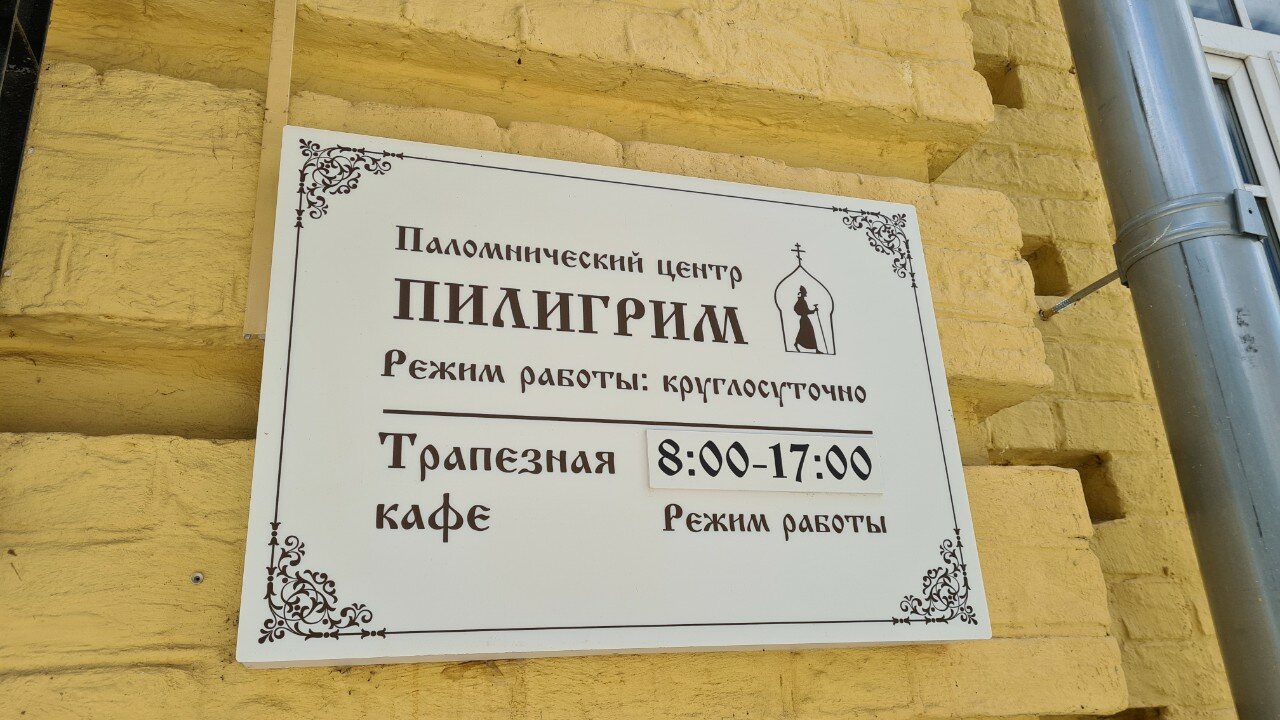 Паломнический центр
ПИЛИГРИМ
Режим работы: круглосуточно
Трапезная 8:00-17:00
кафе Режим работы